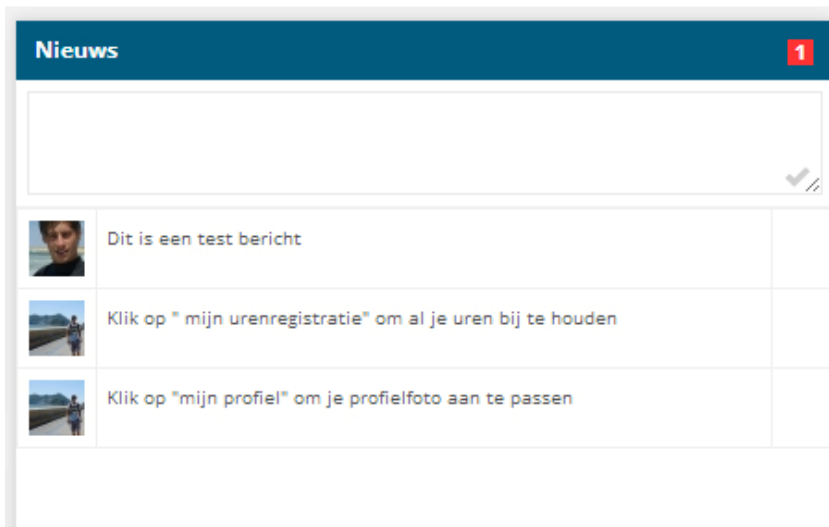 Nieuws
1
Dit is een test bericht
Klik op " mijn urenregistratie" om al je uren bij te houden
Klik op "mijn profiel" om je profielfoto aan te passen